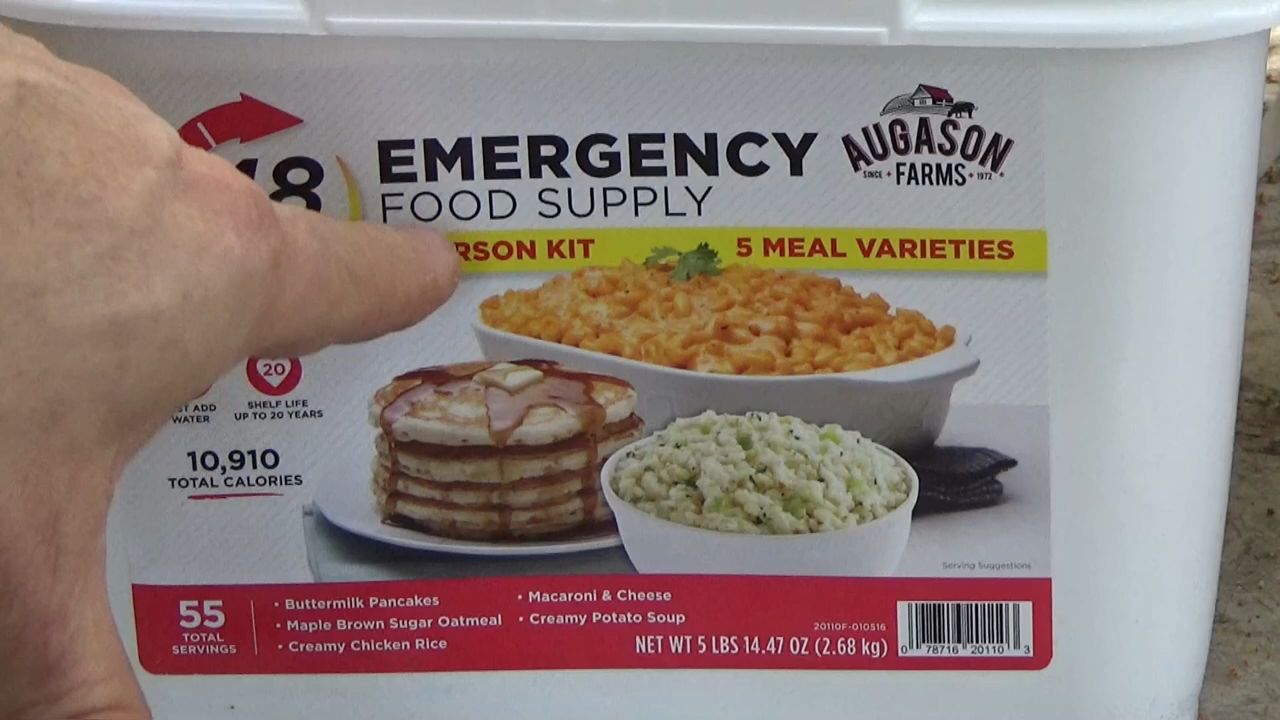 EMERGENCY
FOOD SUPPLY
AUGASON
SINCE FARMS 1972
KIT
5 MEAL VARIETIES
20
ADD
WATER
SHELF LIFE
UP TO 20 YEARS
10,910
TOTAL CALORIES
Serving Suggestions
55
TOTAL
SERVINGS
• Buttermilk Pancakes
• Maple Brown Sugar Oatmeal
• Creamy Chicken Rice
• Macaroni & Cheese
• Creamy Potato Soup
20110F-010516
NET WT 5 LBS 14.47 OZ (2.68 kg)
0 78716 20110 3